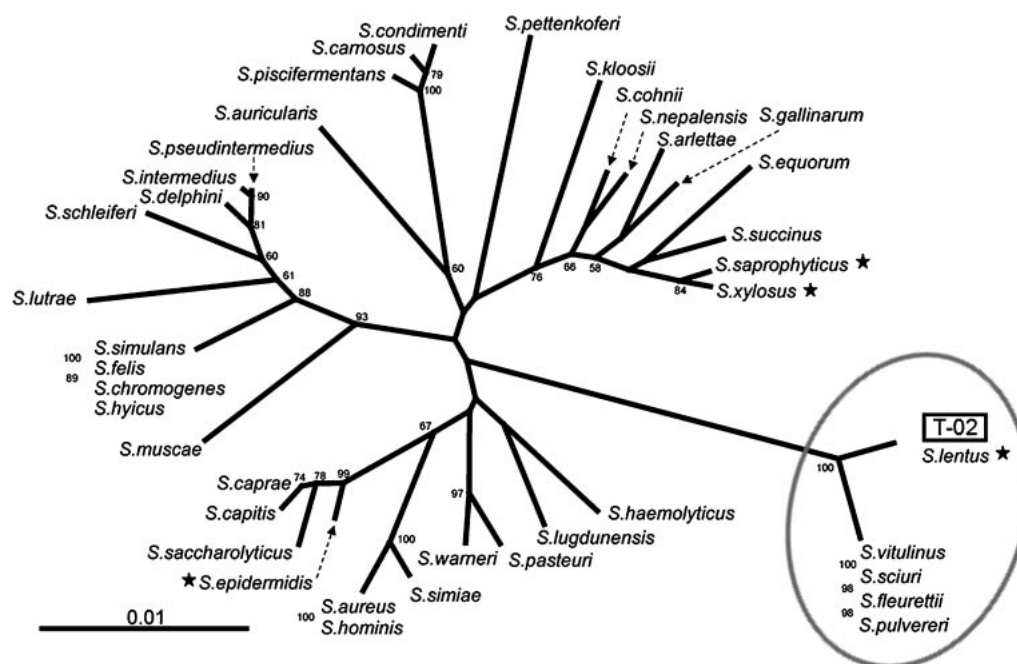 S.condimenti
S.carnosus
S.piscifermentans
79
100
S.pettenkoferi
S.kloosii
S.cohnii
S.nepalensis
S.gallinarum
S.arlettae
S.equorum
S.auricularis
S.pseudintermedius
S.intermedius
S.delphini
S.schleiferi
90
81
60
61
S.lutrae
88
93
60
76
66
58
S.succinus
S.saprophyticus ★
84
S.xylosus ★
S.simulans
100
S.felis
89
S.chromogenes
S.hyicus
S.muscae
67
T-02
S.lentus ★
100
S.caprae
74
78
99
S.capitis
S.saccharolyticus
★ S.epidermidis
97
100
S.haemolyticus
S.lugdunensis
S.warneri
S.pasteuri
S.simiae
S.aureus
100
S.hominis
S.vitulinus
100
S.sciuri
98
S.fleurettii
98
S.pulvereri
0.01